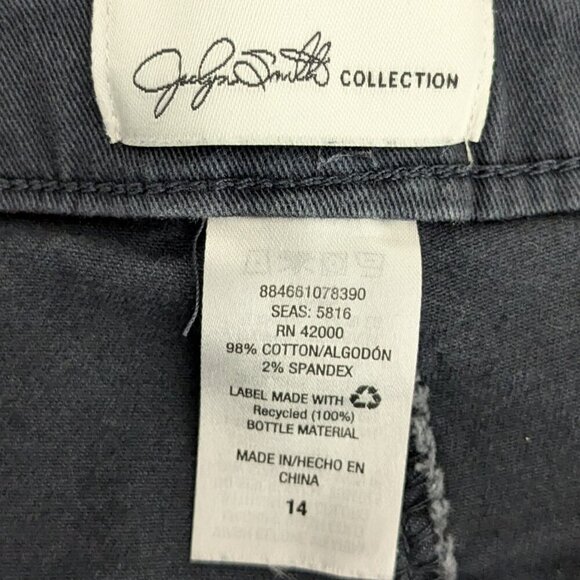 Jaclyn Smith COLLECTION
884661078390
SEAS: 5816
RN 42000
98% COTTON/ALGODÓN
2% SPANDEX
LABEL MADE WITH
Recycled (100%)
BOTTLE MATERIAL
MADE IN/HECHO EN
CHINA
14